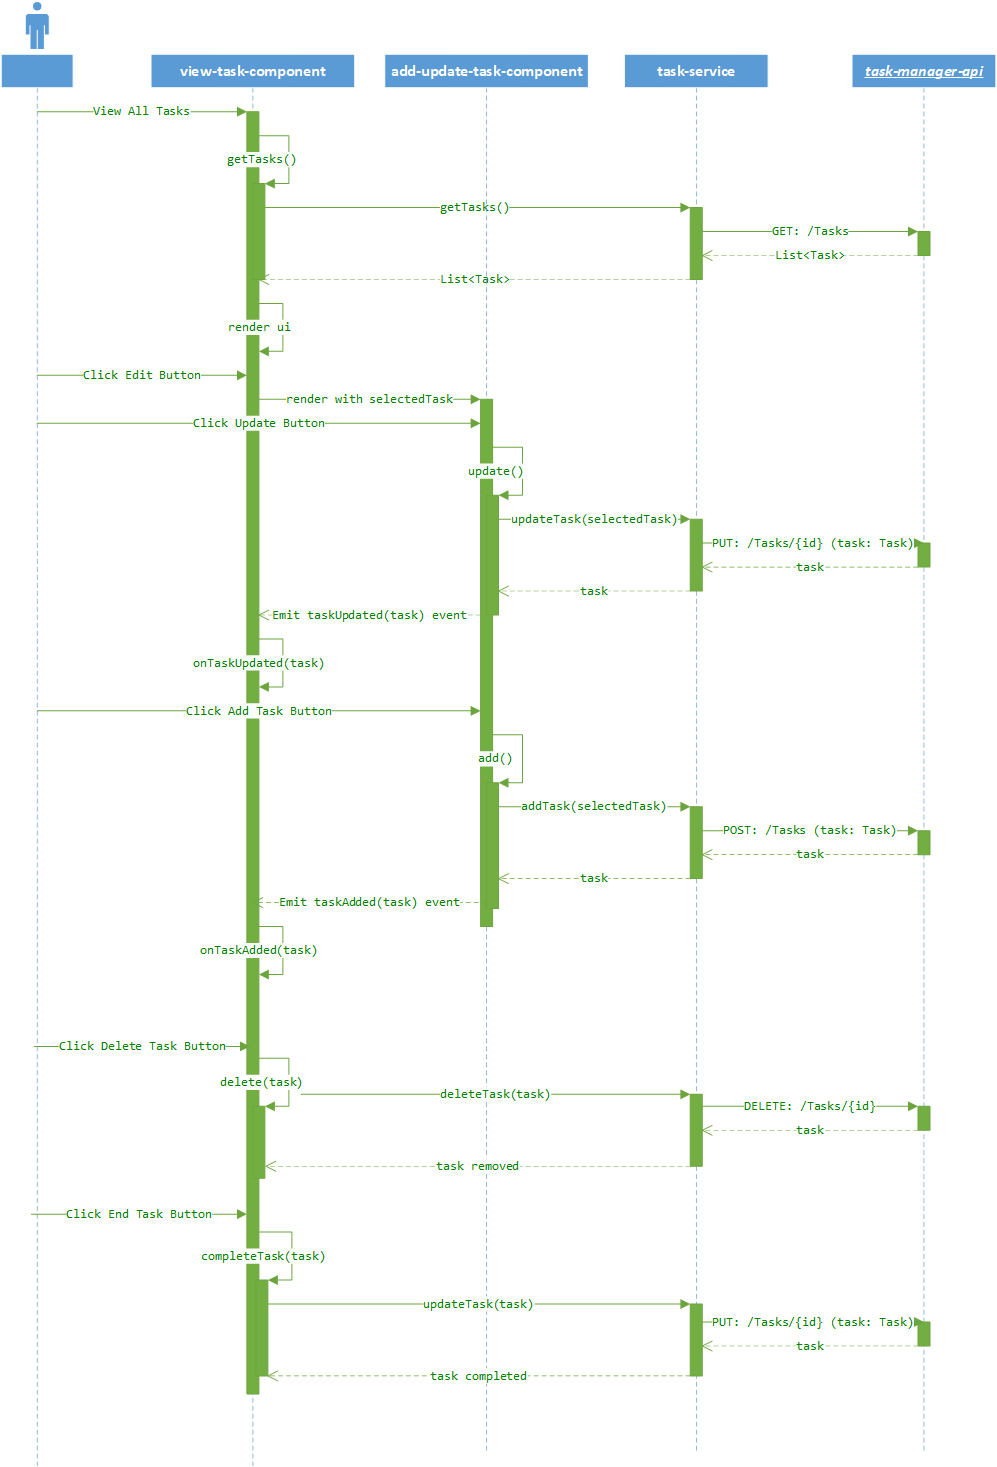 view-task-component
add-update-task-component
task-service
task-manager-api
View All Tasks
getTasks()
getTasks()
GET: /Tasks
List<Task>
List<Task>
render ui
Click Edit Button
render with selectedTask
Click Update Button
update()
updateTask(selectedTask)
PUT: /Tasks/{id} (task: Task)
task
task
Emit taskUpdated(task) event
onTaskUpdated(task)
Click Add Task Button
add()
addTask(selectedTask)
POST: /Tasks (task: Task)
task
task
Emit taskAdded(task) event
onTaskAdded(task)
Click Delete Task Button
delete(task)
deleteTask(task)
DELETE: /Tasks/{id}
task
task removed
Click End Task Button
completeTask(task)
updateTask(task)
PUT: /Tasks/{id} (task: Task)
task
task completed